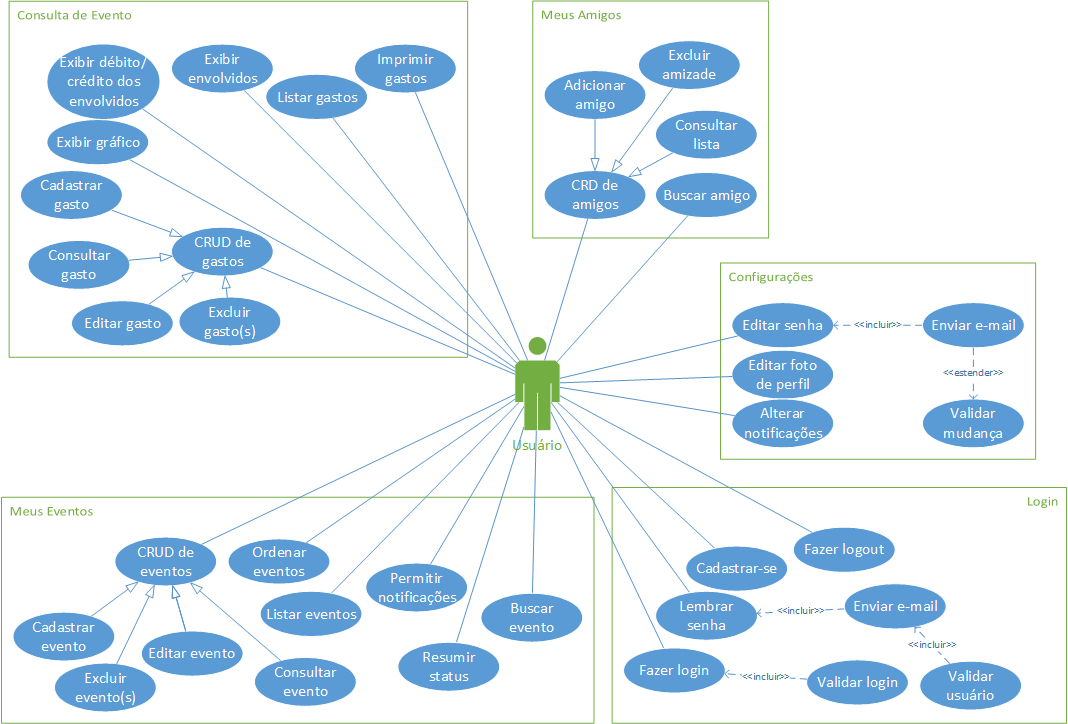 Consulta de Evento
Exibir débito/
crédito dos
envolvidos
Exibir
envolvidos
Listar gastos
Imprimir
gastos
Exibir gráfico
Cadastrar
gasto
CRUD de
gastos
Consultar
gasto
Editar gasto
Excluir
gasto(s)
Meus Amigos
Excluir
amizade
Adicionar
amigo
Consultar
lista
CRD de
amigos
Buscar amigo
Configurações
Editar senha
<<incluir>>
Enviar e-mail
Editar foto
de perfil
<<estender>>
Alterar
notificações
Validar
mudança
Usuário
Meus Eventos
CRUD de
eventos
Ordenar
eventos
Permitir
notificações
Listar eventos
Buscar
evento
Cadastrar
evento
Editar evento
Resumir
status
Excluir
evento(s)
Consultar
evento
Login
Fazer logout
Cadastrar-se
Lembrar
senha
<<incluir>>
Enviar e-mail
<<incluir>>
Fazer login
<<incluir>>
Validar login
Validar
usuário